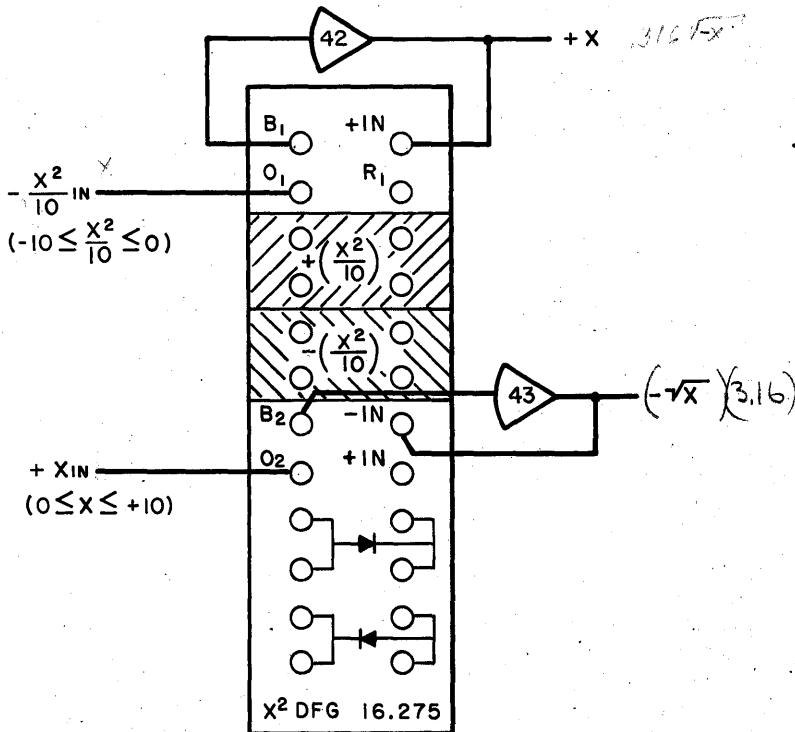 42
+X
.316√-X
B₁
+IN
X
-X²/10 IN
O₁
R₁
(-10 ≤ X²/10 ≤ 0)
+(X²/10)
-(X²/10)
43
(-√X)(3.16)
B₂
-IN
+ XIN
O₂
+IN
(0 ≤ X ≤ +10)
X² DFG 16.275